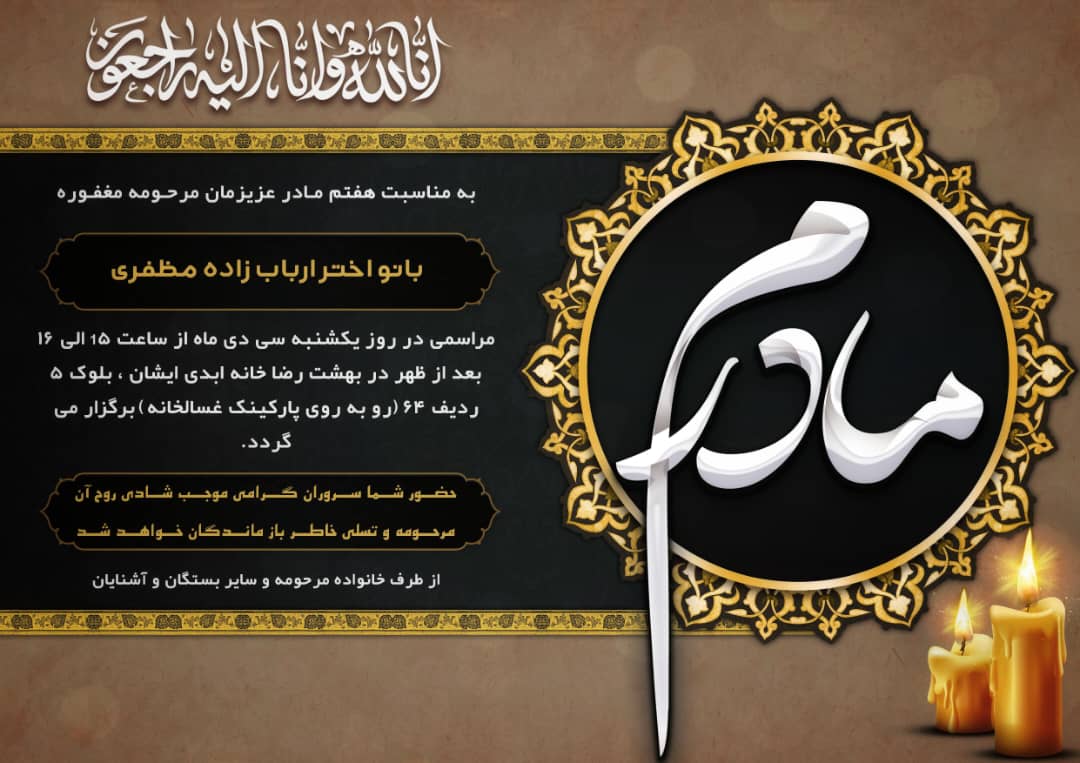 انا لله و انا الیه راجعون
به مناسبت هفتم مادر عزیزمان مرحومه مغفوره
بانو اختر ارباب زاده مظفری
مراسمی در روز یکشنبه سی دی ماه از ساعت ۱۵ الی ۱۶
بعد از ظهر در بهشت رضا خانه ابدی ایشان ، بلوک ۵
ردیف ۶۴ (رو به روی پارکینک غسالخانه) برگزار می
گردد.
حضور شما سروران گرامی موجب شادی روح آن
مرحومه و تسلی خاطر باز ماندگان خواهد شد
از طرف خانواده مرحومه و سایر بستگان و آشنایان
مادرم